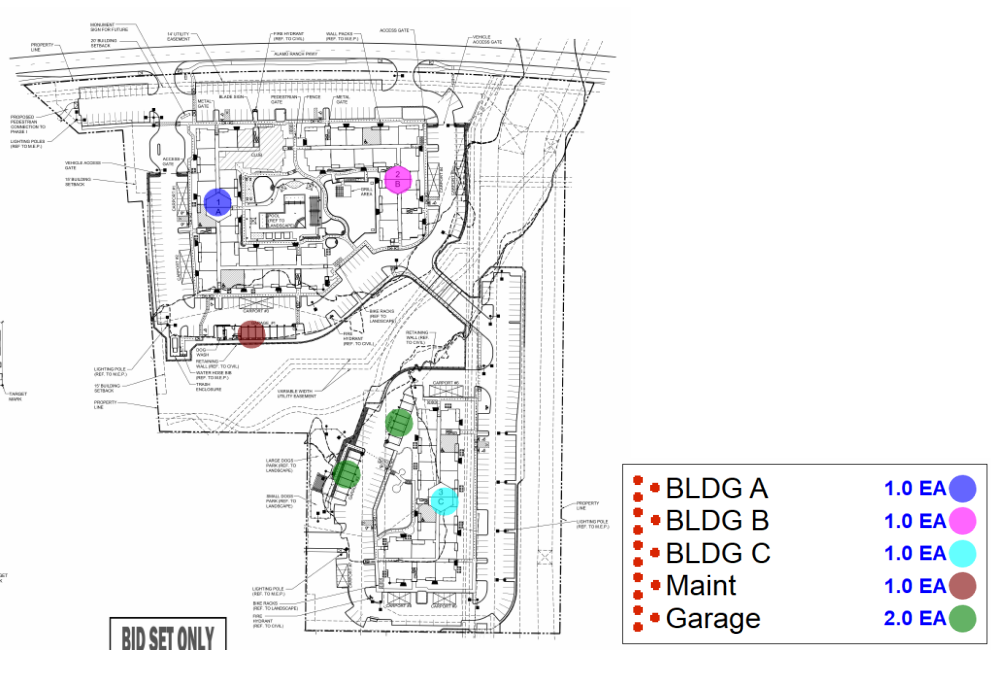 MONUMENT
SIGN FOR FUTURE
20' BUILDING
SETBACK
PROPERTY
LINE
14' UTILITY
EASEMENT
FIRE HYDRANT
(REF. TO CIVIL)
WALL PACKS
(REF. TO M.E.P.)
ACCESS GATE
VEHICLE
ACCESS GATE
ALAMO RANCH PKWY
BLADE SIGN
METAL
GATE
PEDESTRIAN
GATE
FENCE
METAL
GATE
PROPOSED
PEDESTRIAN
CONNECTION TO
PHASE I
LIGHTING POLES
(REF TO M.E.P.)
VEHICLE ACCESS
GATE
15' BUILDING
SETBACK
ACCESS
GATE
CLUB
1
A
2
B
GRILL
AREA
POOL
(REF TO
LANDSCAPE)
CARPORT #3
BIKE RACKS
(REF TO
LANDSCAPE)
FIRE
HYDRANT
(REF. TO CIVIL)
RETAINING
WALL (REF.
TO CIVIL)
DOG
WASH
RETAINING
WALL (REF. TO CIVIL)
WATER HOSE BIB
(REF. TO M.E.P.)
TRASH
ENCLOSURE
LIGHTING POLE
(REF. TO M.E.P.)
15' BUILDING
SETBACK
PROPERTY
LINE
VARIABLE WIDTH
UTILITY EASEMENT
CARPORT #6
LARGE DOGS
PARK (REF. TO
LANDSCAPE)
SMALL DOGS
PARK (REF. TO
LANDSCAPE)
3
C
PROPERTY
LINE
LIGHTING POLE
(REF. TO M.E.P.)
LIGHTING POLE
(REF. TO M.E.P.)
BIKE RACKS
(REF. TO LANDSCAPE)
FIRE
HYDRANT
(REF. TO CIVIL)
TARGET
BID SET ONLY
BLDG A 1.0 EA
BLDG B 1.0 EA
BLDG C 1.0 EA
Maint 1.0 EA
Garage 2.0 EA